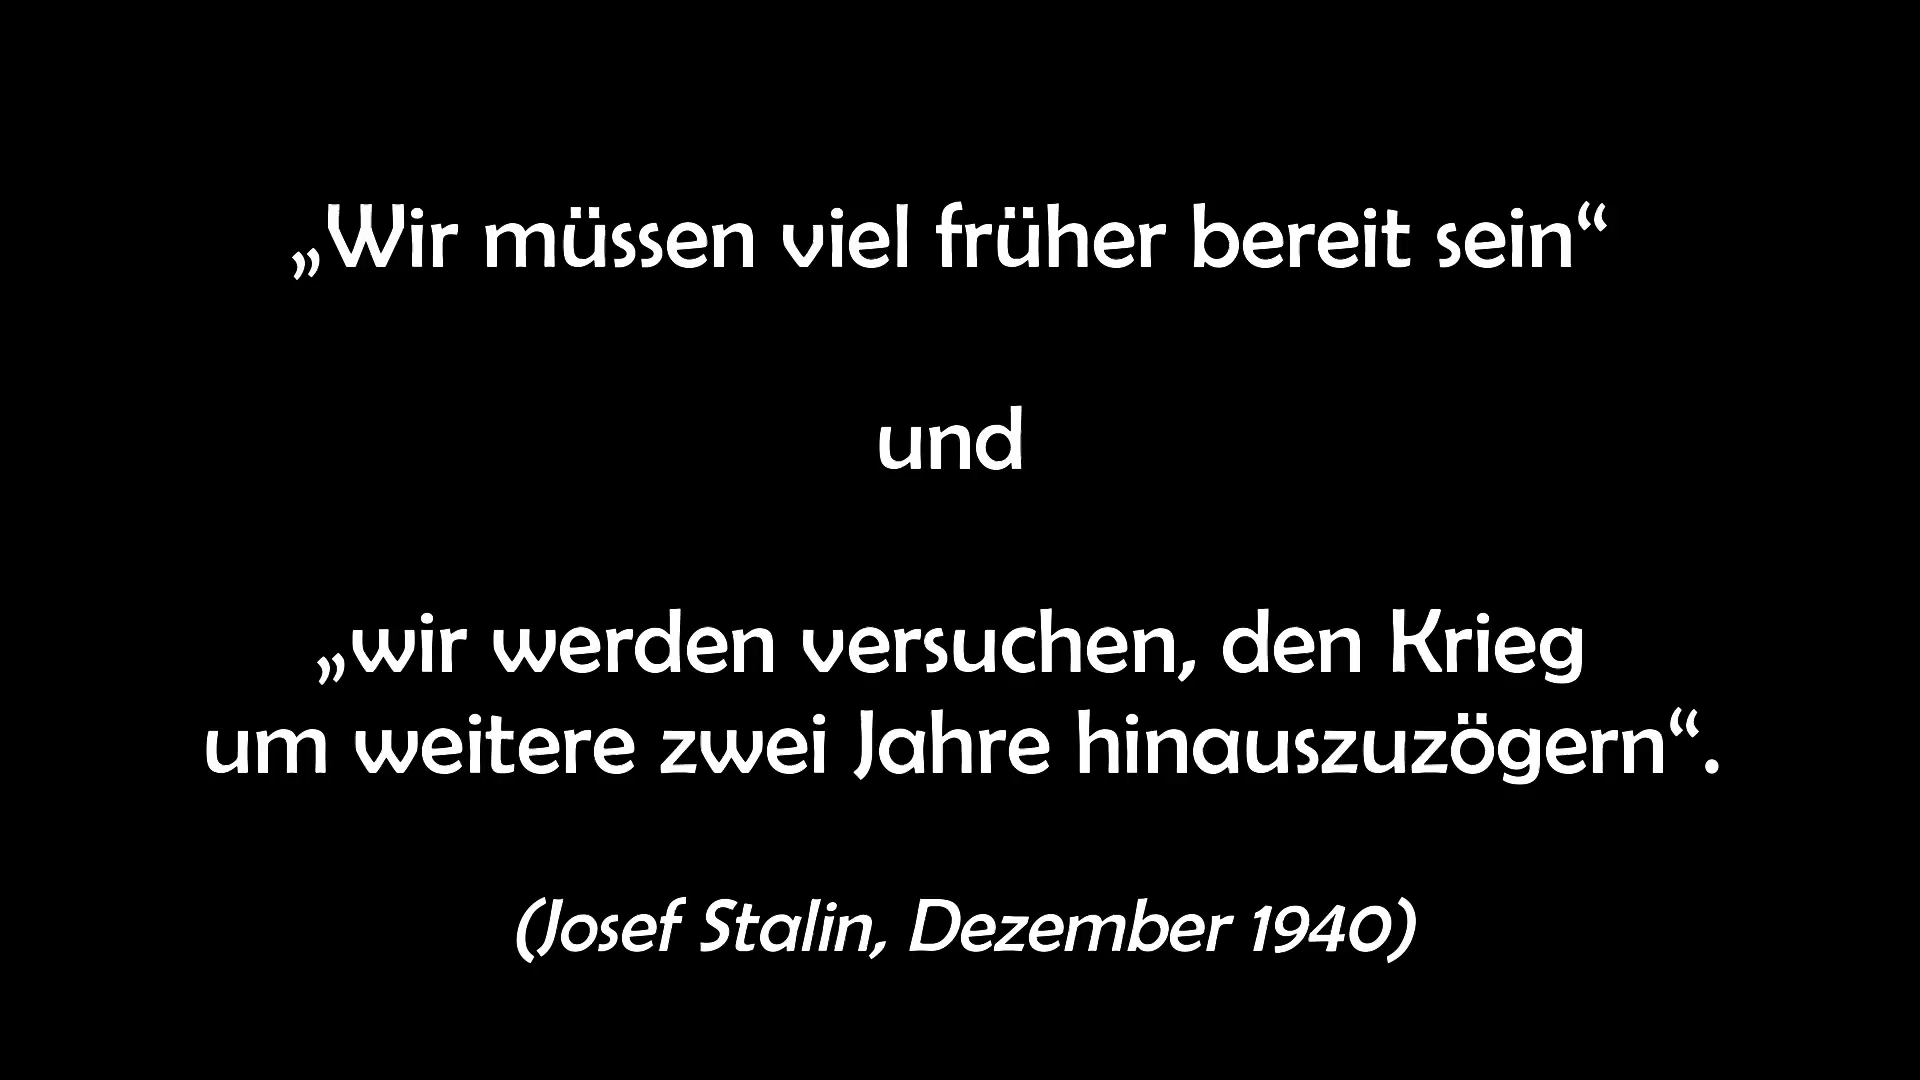 „Wir müssen viel früher bereit sein“
und
„wir werden versuchen, den Krieg
um weitere zwei Jahre hinauszuzögern“.
(Josef Stalin, Dezember 1940)